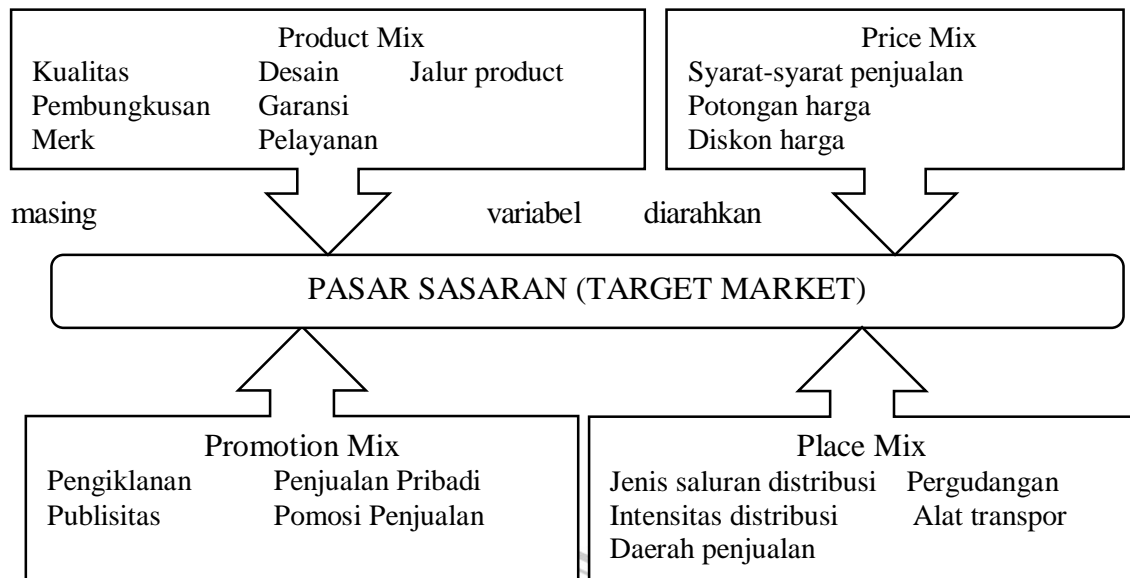 Product Mix
Kualitas Desain Jalur product
Pembungkusan Garansi
Merk Pelayanan
Price Mix
Syarat-syarat penjualan
Potongan harga
Diskon harga
masing variabel diarahkan
PASAR SASARAN (TARGET MARKET)
Promotion Mix
Pengiklanan Penjualan Pribadi
Publisitas Pomosi Penjualan
Place Mix
Jenis saluran distribusi Pergudangan
Intensitas distribusi Alat transpor
Daerah penjualan